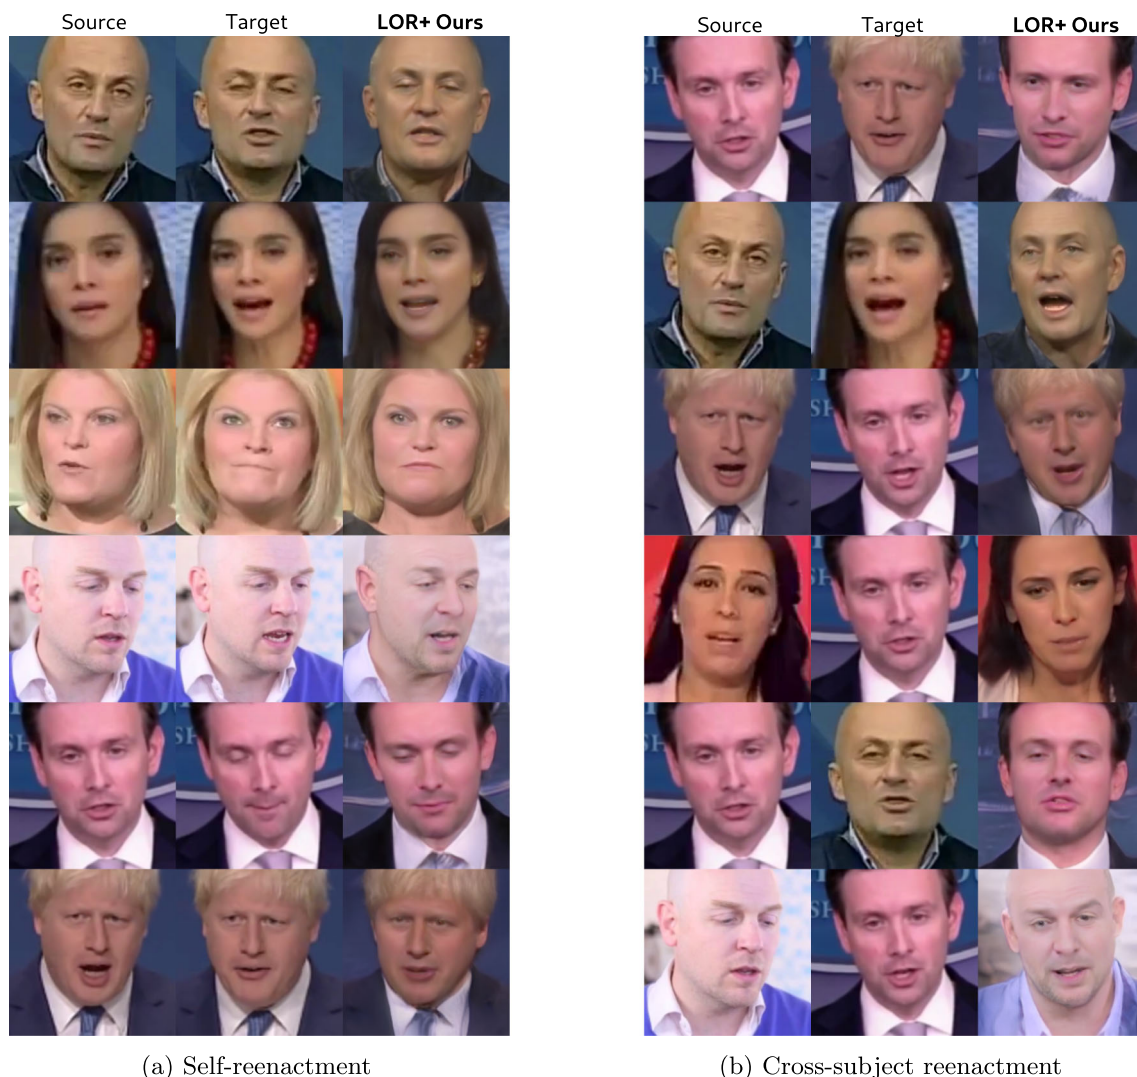 Source Target LOR+ Ours
Source Target LOR+ Ours
(a) Self-reenactment
(b) Cross-subject reenactment